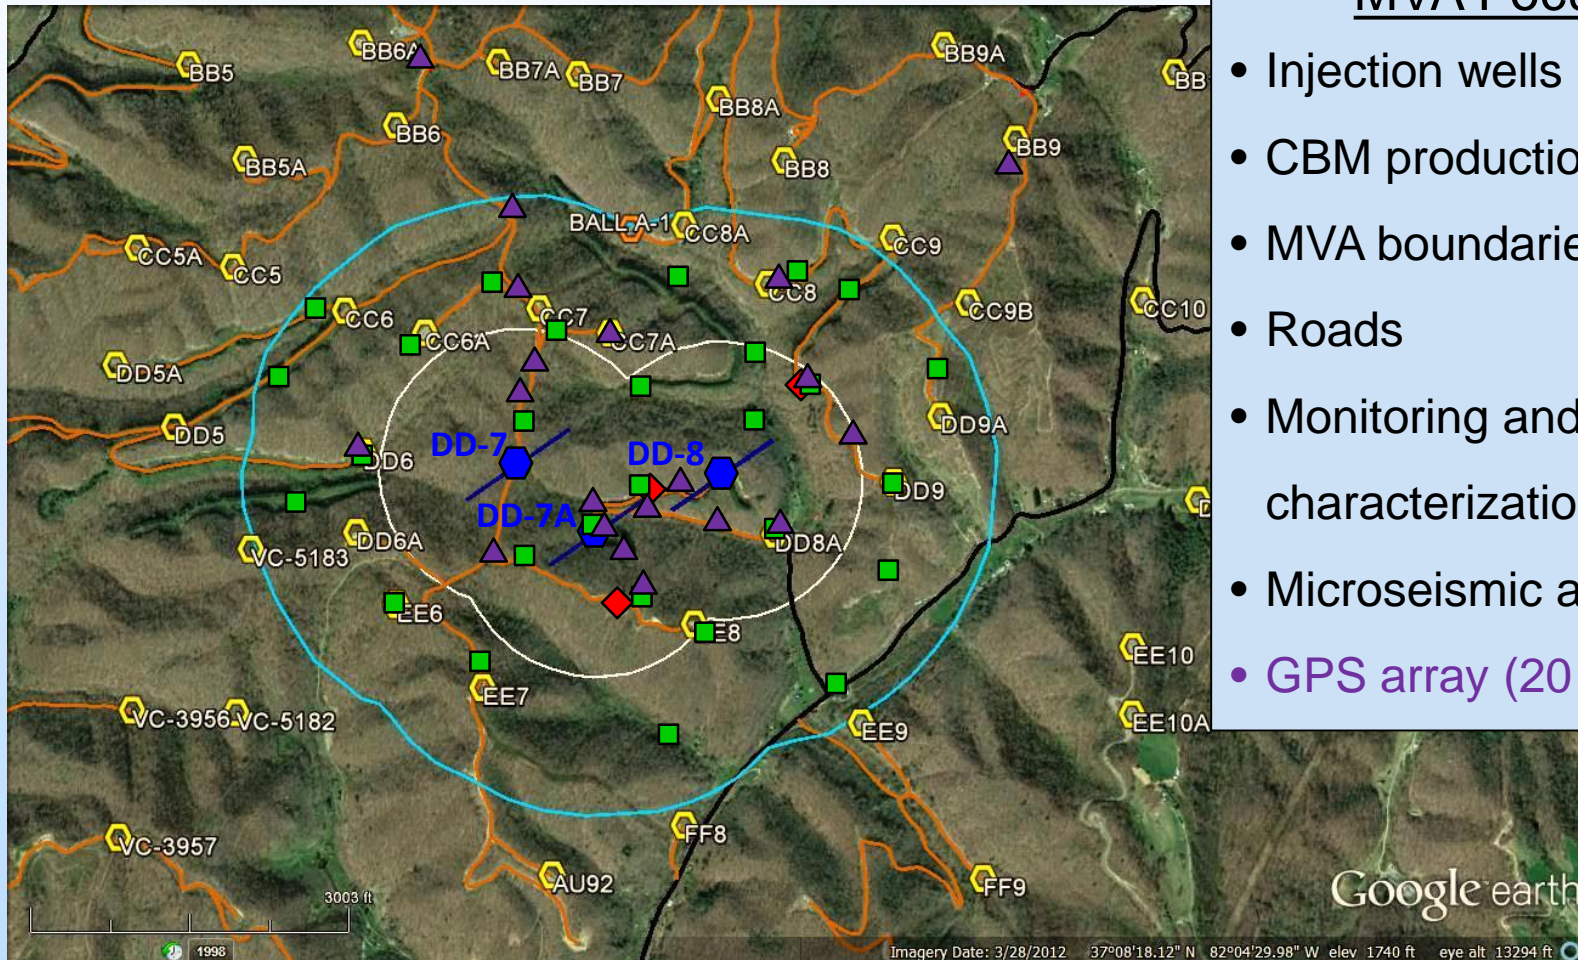 BB5
BB6A
BB7A
BB7
BB8A
BB9A
BB6
BB5A
BB8
BB9
BALL A-1
CC8A
CC9
CC5A
CC5
CC8
CC9B
CC10
CC6
CC7
CC6A
CC7A
DD5A
DD5
DD6
DD-7
DD-8
DD9A
DD9
DD-7A
DD6A
DD8A
VC-5183
EE6
E8
EE10
EE7
VC-3956
VC-5182
EE9
EE10A
FF8
VC-3957
AU92
FF9
3003 ft
1998
• Injection wells
• CBM
• MVA
• Roads
• Monitoring and
• Microseismic
• GPS array (20
Google earth
Imagery Date: 3/28/2012 37°08'18.12" N 82°04'29.98" W elev 1740 ft eye alt 13294 ft